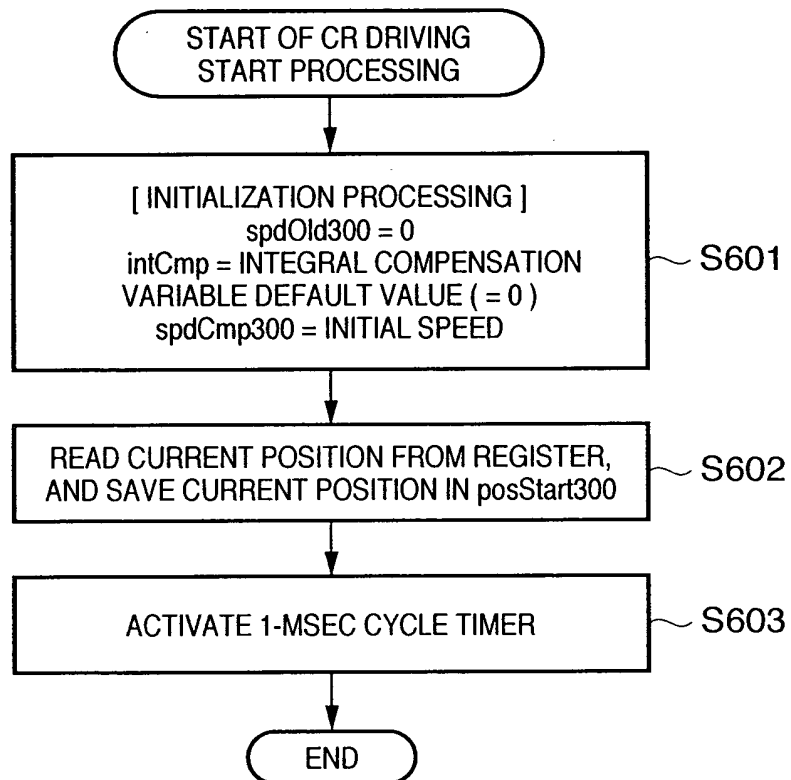 START OF CR DRIVING
START PROCESSING
[ INITIALIZATION PROCESSING ]
spdOld300 = 0
intCmp = INTEGRAL COMPENSATION
VARIABLE DEFAULT VALUE ( = 0 )
spdCmp300 = INITIAL SPEED
S601
READ CURRENT POSITION FROM REGISTER,
AND SAVE CURRENT POSITION IN posStart300
S602
ACTIVATE 1-MSEC CYCLE TIMER
S603
END